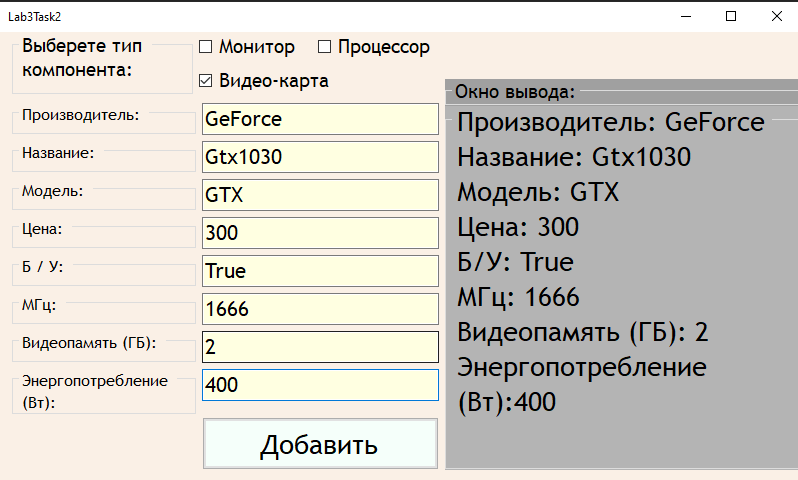 Lab3Task2
Выберете тип
компонента:
Монитор
Процессор
Видео-карта
Производитель:
GeForce
Название:
Gtx1030
Модель:
GTX
Цена:
300
Б / У:
True
МГц:
1666
Видеопамять (ГБ):
2
Энергопотребление
(Вт):
400
Добавить
Окно вывода:
Производитель: GeForce
Название: Gtx1030
Модель: GTX
Цена: 300
Б/У: True
МГц: 1666
Видеопамять (ГБ): 2
Энергопотребление
(Вт):400